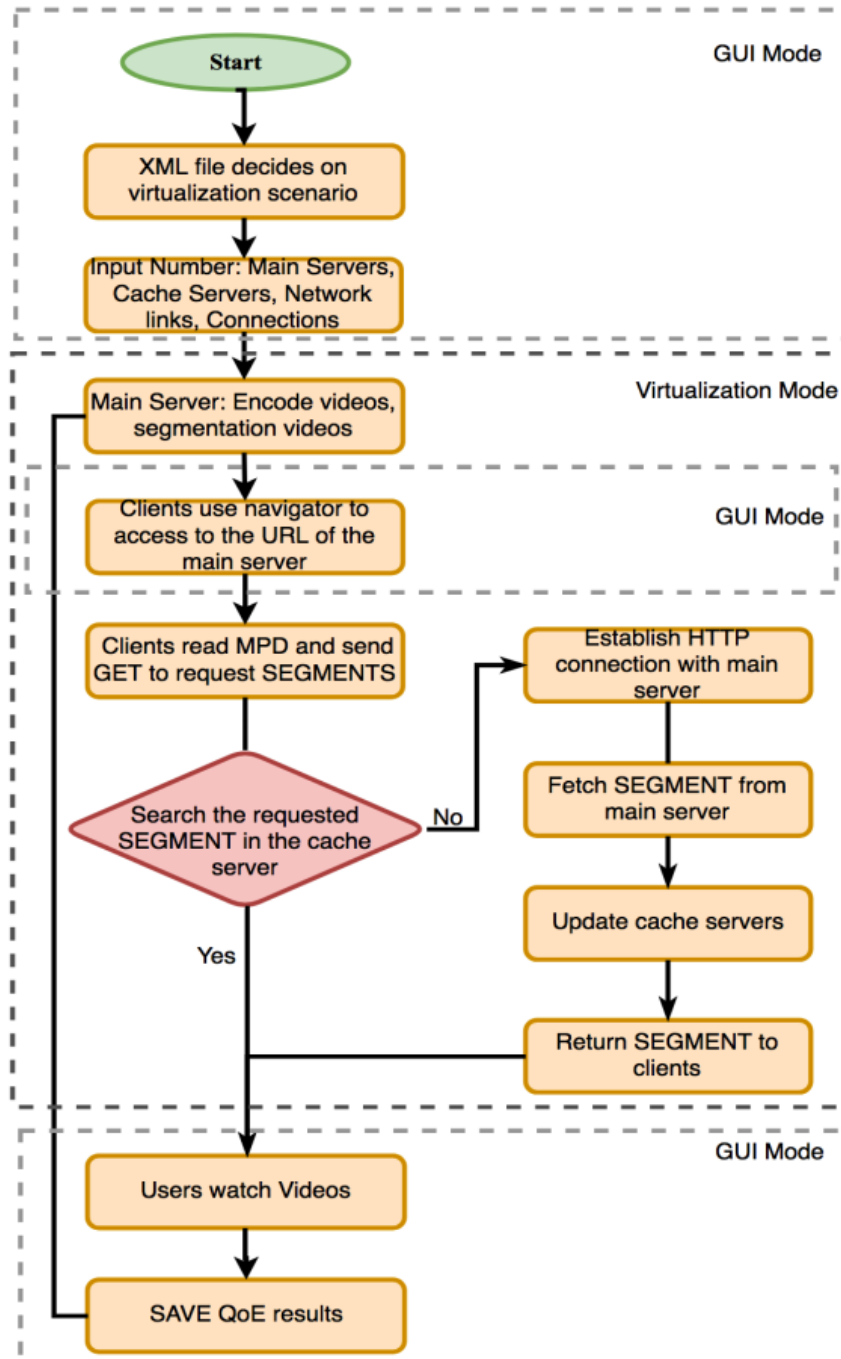 GUI Mode
Start
XML file decides on
virtualization scenario
Input Number: Main Servers,
Cache Servers, Network
links, Connections
Virtualization Mode
Main Server: Encode videos,
segmentation videos
GUI Mode
Clients use navigator to
access to the URL of the
main server
Clients read MPD and send
GET to request SEGMENTS
Establish HTTP
connection with main
server
Search the requested
SEGMENT in the cache
server
No
Fetch SEGMENT from
main server
Update cache servers
Yes
Return SEGMENT to
clients
GUI Mode
Users watch Videos
SAVE QoE results